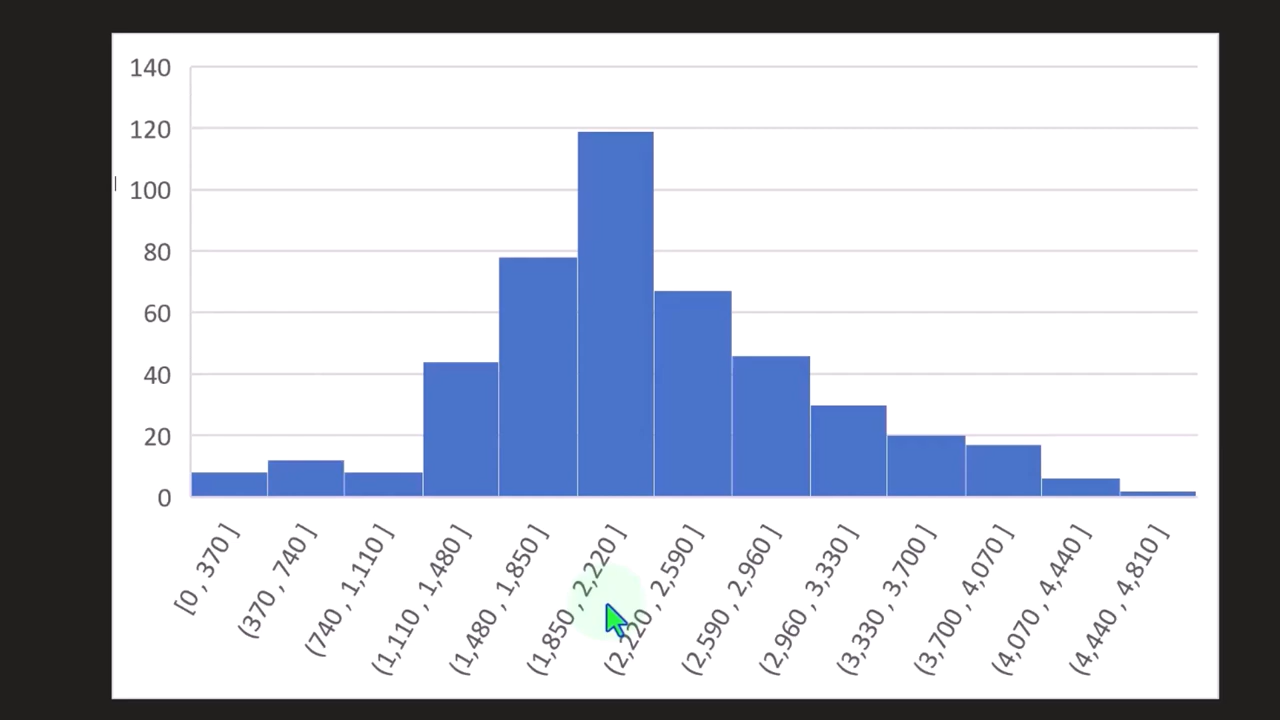 140
120
100
80
60
40
20
0
[0 , 370 ]
(370 , 740 ]
(740 , 1,110 ]
(1,110 , 1,480 ]
(1,480 , 1,850 ]
(1,850 , 2,220 ]
(2,220 , 2,590 ]
(2,590 , 2,960 ]
(2,960 , 3,330 ]
(3,330 , 3,700 ]
(3,700 , 4,070 ]
(4,070 , 4,440 ]
(4,440 , 4,810 ]